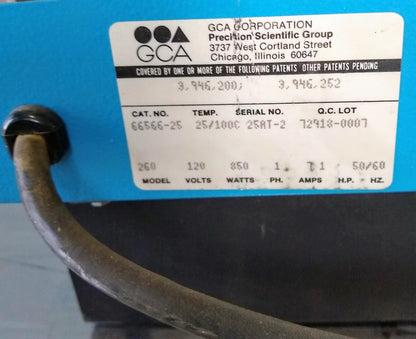 GCA CORPORATION
Precision Scientific Group
3737 West Cortland Street
Chicago, Illinois 60647
GCA
COVERED BY ONE OR MORE OF THE FOLLOWING PATENTS OTHER PATENTS PENDING
3,946,200; 3,946,252
CAT. NO. TEMP. SERIAL NO. Q.C. LOT
66566-25 25/100C 25AT-2 72918-0007
260 120 850 1 7.1 50/60
MODEL VOLTS WATTS PH. AMPS H.P. HZ.